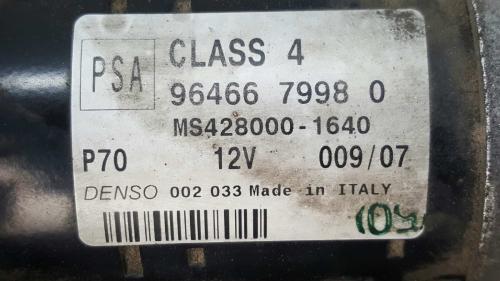 PSA CLASS 4
96466 7998 0
MS428000-1640
P70 12V 009/07
DENSO 002 033 Made in ITALY